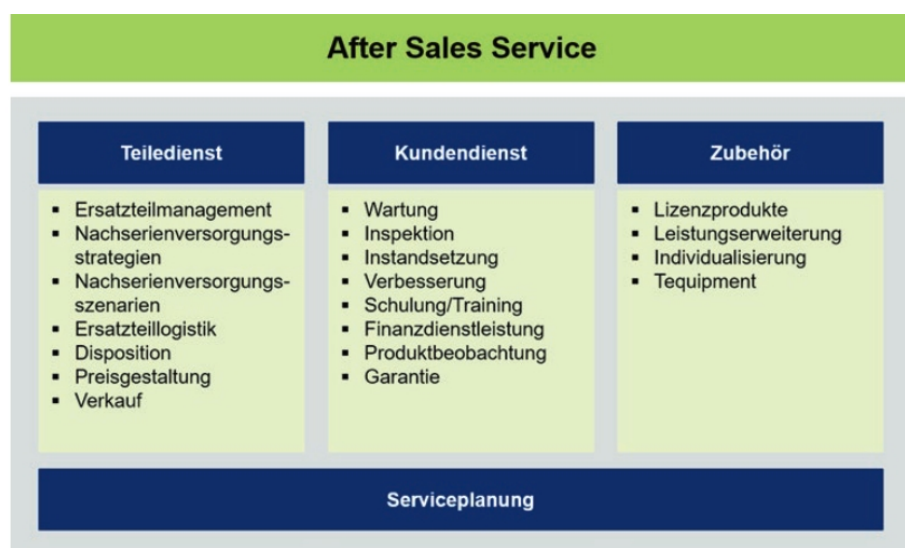 After Sales Service
Teiledienst
Ersatzteilmanagement
Nachserienversorgungs-
strategien
Nachserienversorgungs-
szenarien
Ersatzteillogistik
Disposition
Preisgestaltung
Verkauf
Kundendienst
Wartung
Inspektion
Instandsetzung
Verbesserung
Schulung/Training
Finanzdienstleistung
Produktbeobachtung
Garantie
Zubehör
Lizenzprodukte
Leistungserweiterung
Individualisierung
Tequipment
Serviceplanung